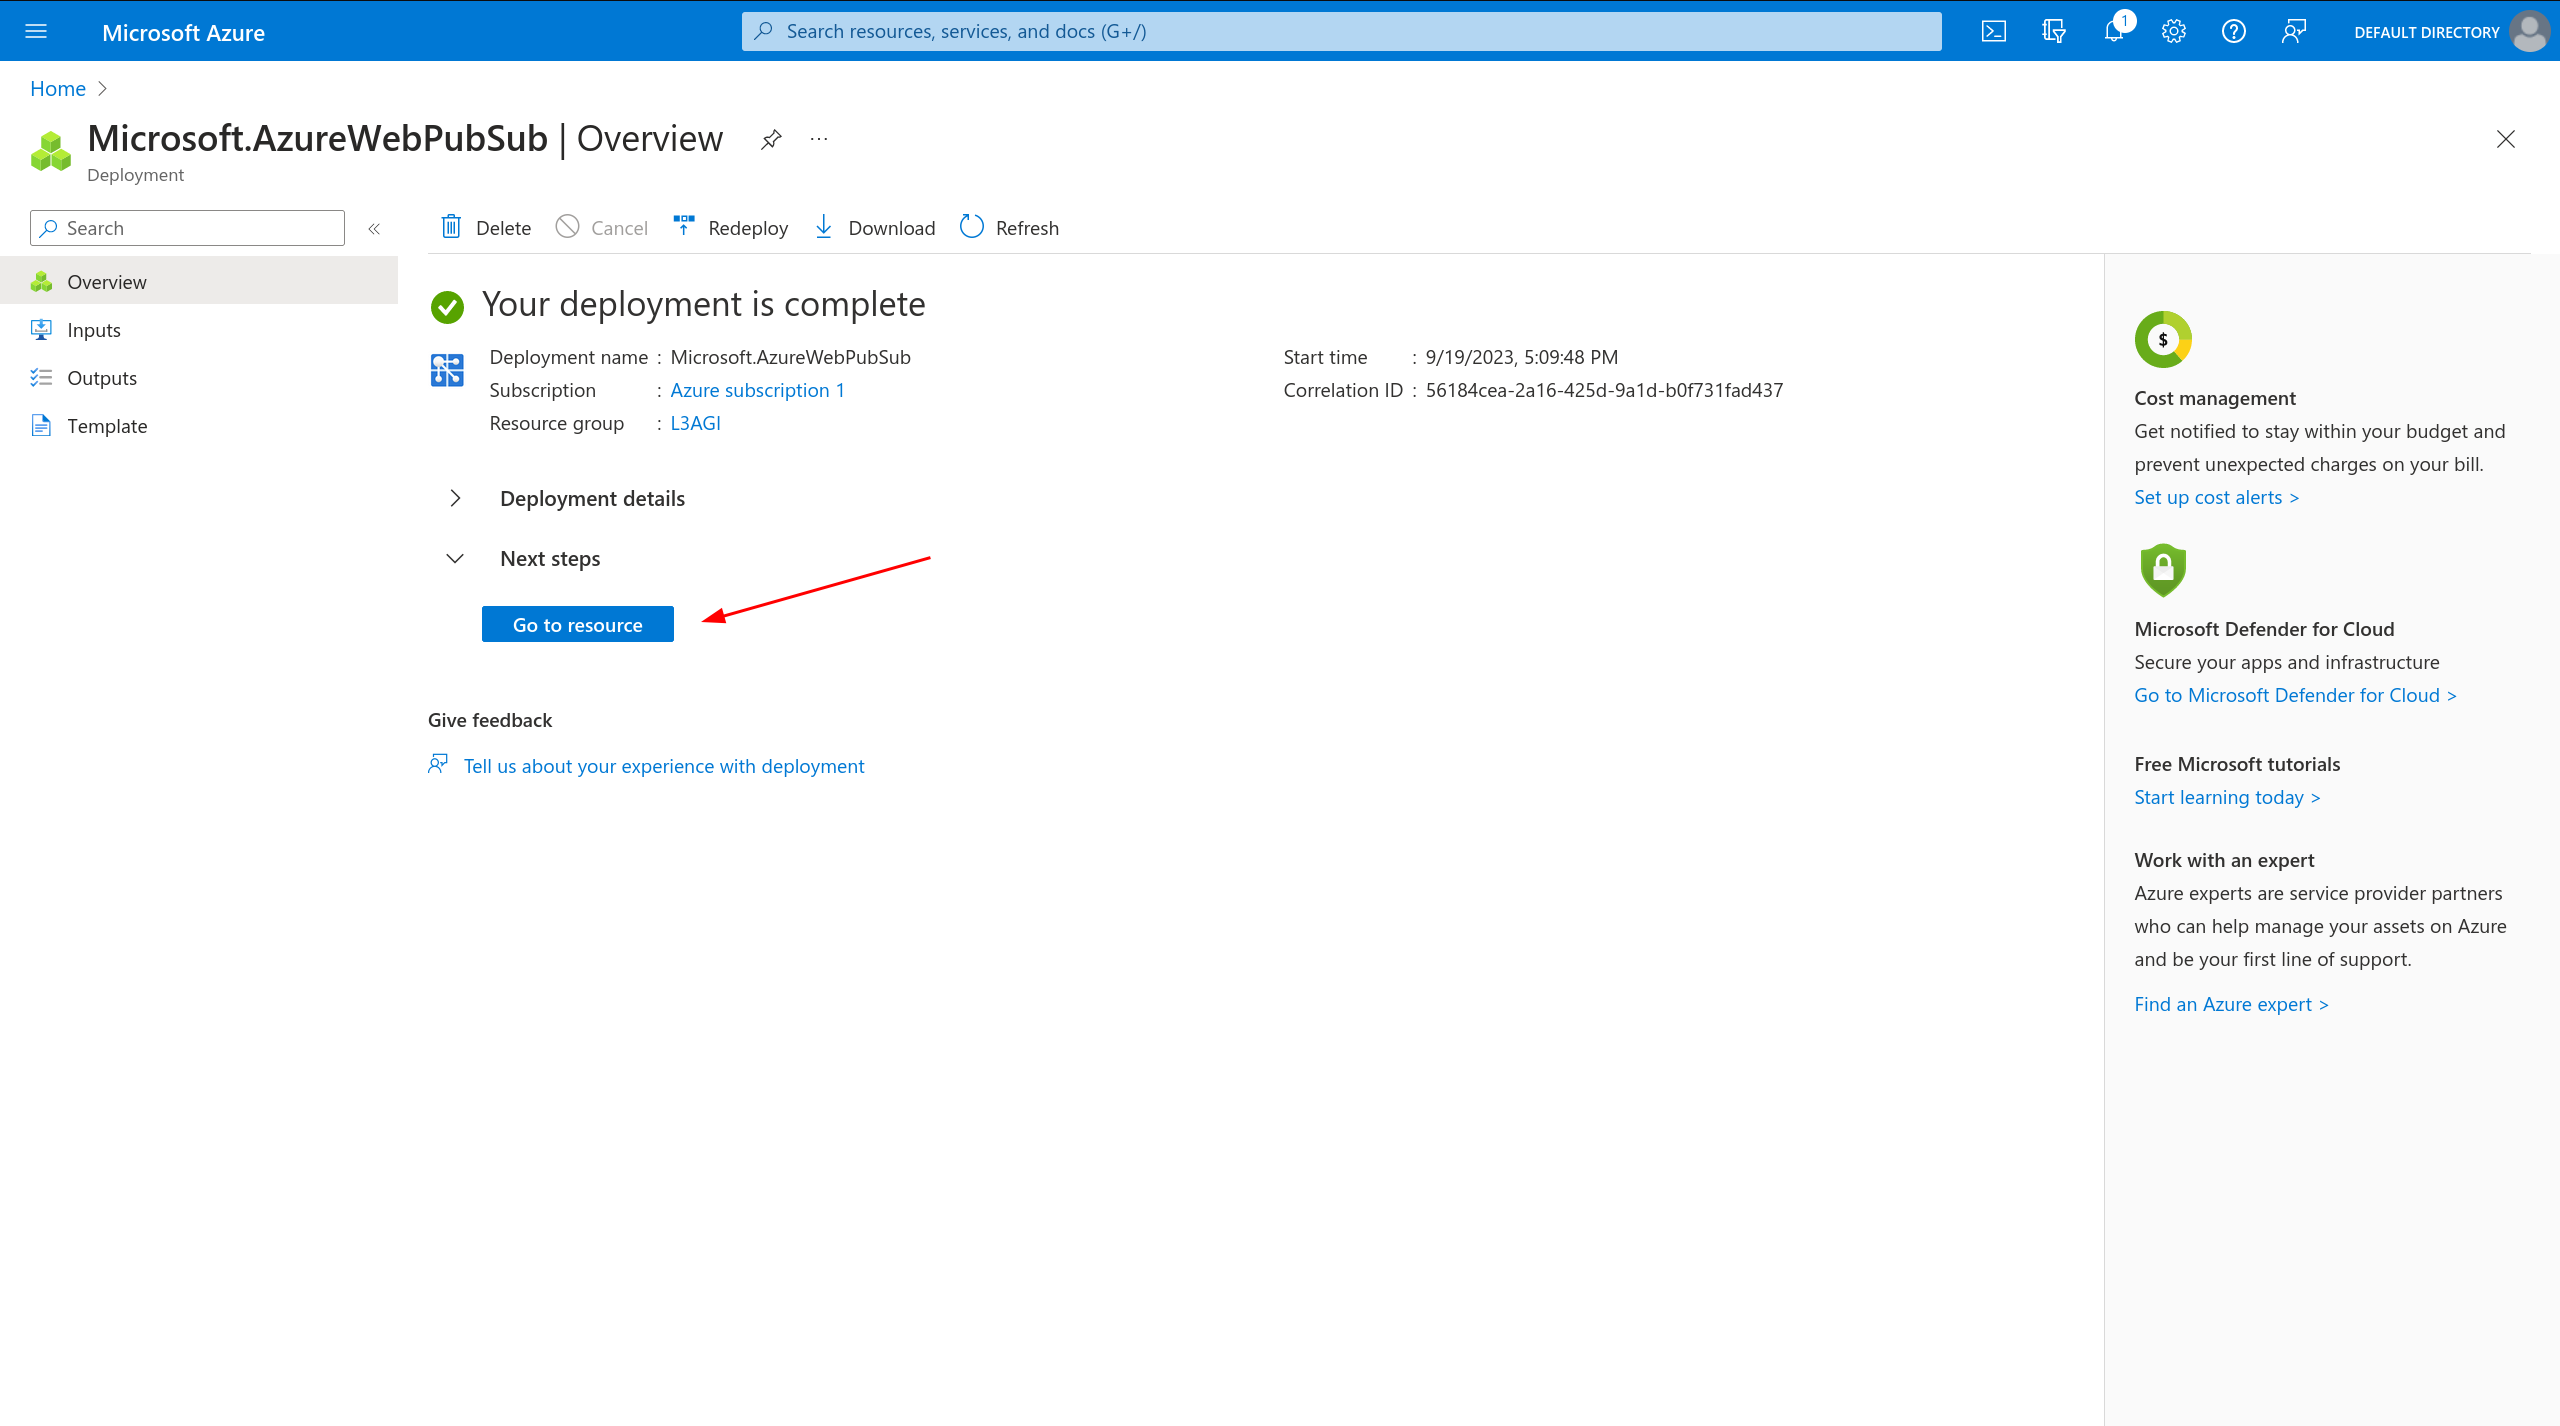 Microsoft Azure
Search resources, services, and docs (G+/)
1
DEFAULT DIRECTORY
Home
Microsoft.AzureWebPubSub | Overview
Deployment
Search
Overview
Inputs
Outputs
Template
Delete
Cancel
Redeploy
Download
Refresh
Your deployment is complete
Deployment name : Microsoft.AzureWebPubSub
Subscription : Azure subscription 1
Resource group : L3AGI
Start time : 9/19/2023, 5:09:48 PM
Correlation ID : 56184cea-2a16-425d-9a1d-b0f731fad437
Deployment details
Next steps
Go to resource
Give feedback
Tell us about your experience with deployment
$
Cost management
Get notified to stay within your budget and
prevent unexpected charges on your bill.
Set up cost alerts >
Microsoft Defender for Cloud
Secure your apps and infrastructure
Go to Microsoft Defender for Cloud >
Free Microsoft tutorials
Start learning today >
Work with an expert
Azure experts are service provider partners
who can help manage your assets on Azure
and be your first line of support.
Find an Azure expert >